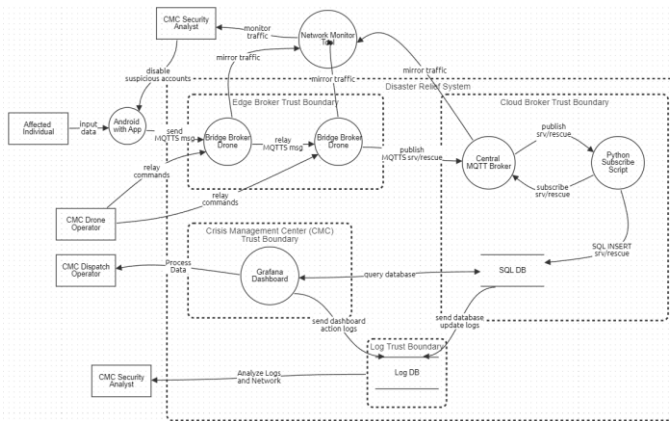 CMC Security
Analyst
monitor
traffic
Network Monitor
Tool
mirror traffic
mirror traffic
mirror traffic
disable
suspicious accounts
Disaster Relief System
Edge Broker Trust Boundary
Cloud Broker Trust Boundary
Affected
Individual
input
data
Android
with App
send
MQTTS msg
Bridge Broker
Drone
relay
MQTTS msg
Bridge Broker
Drone
publish
MQTTS srv/rescue
Central
MQTT Broker
publish
srv/rescue
subscribe
srv/rescue
Python
Subscribe
Script
relay
commands
relay
commands
CMC Drone
Operator
Crisis Management Center (CMC)
Trust Boundary
SQL INSERT
srv/rescue
CMC Dispatch
Operator
Process
Data
Grafana
Dashboard
query database
SQL DB
send dashboard
action logs
send database
update logs
Log Trust Boundary
Log DB
CMC Security
Analyst
Analyze Logs
and Network